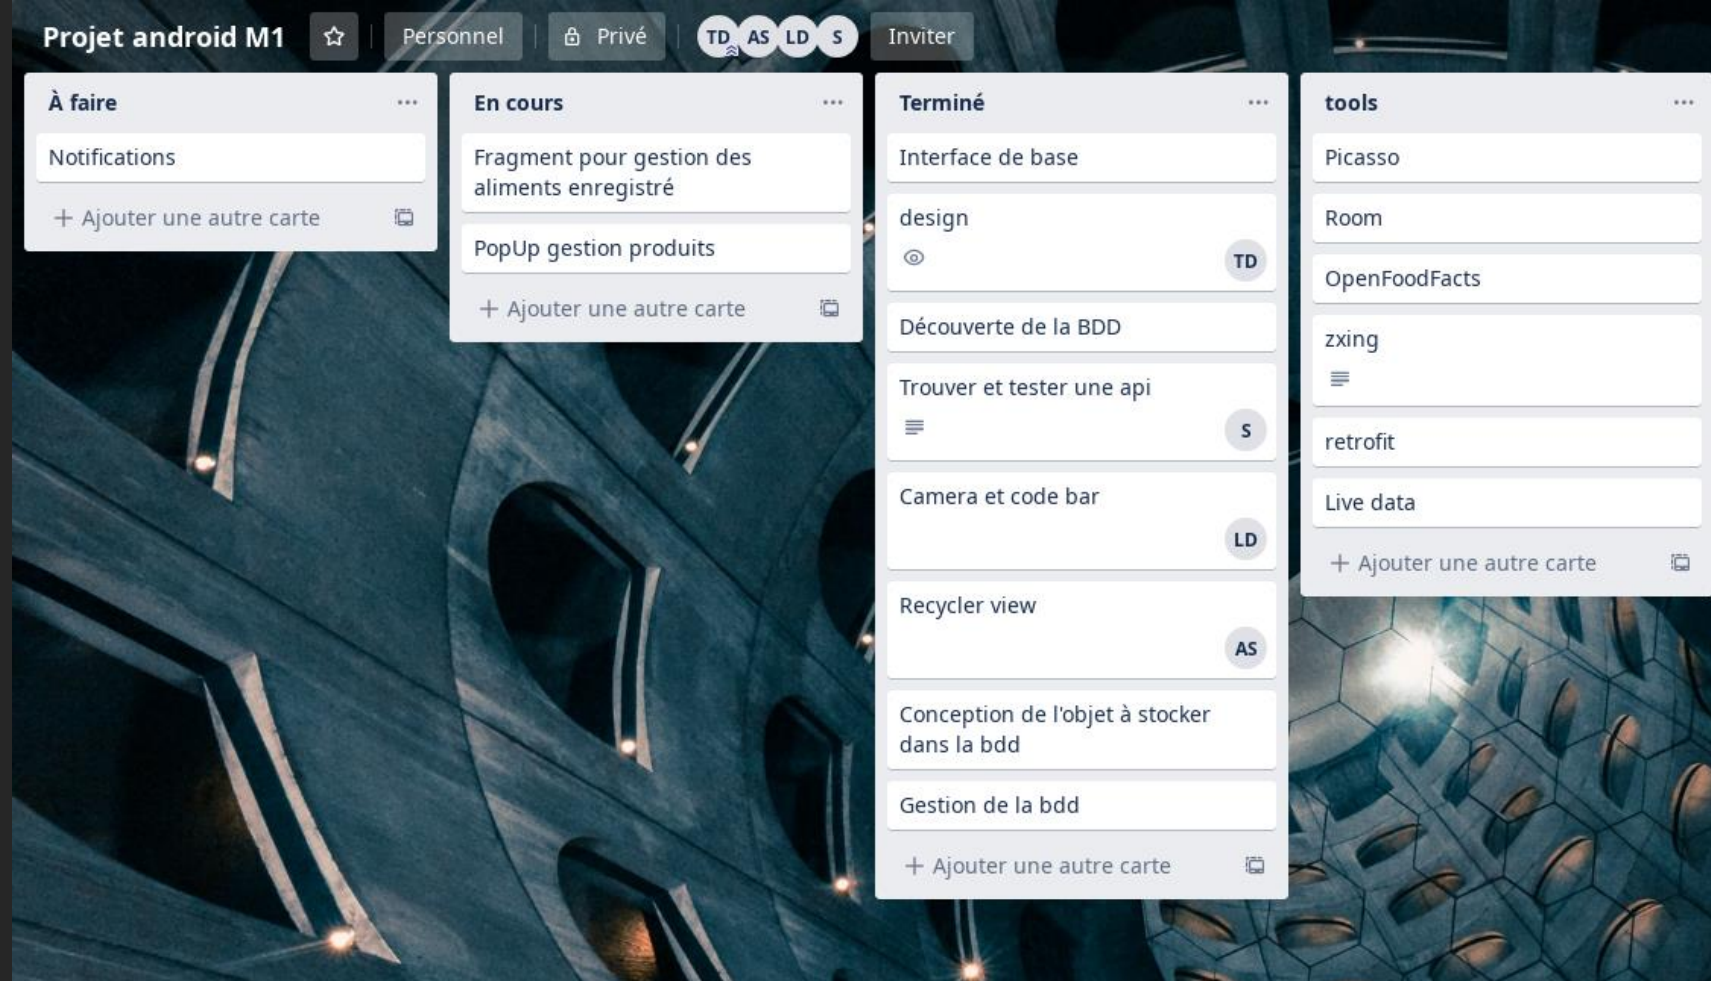 Projet android M1
Personnel
Privé
TD
AS
LD
S
Inviter
À faire
Notifications
Ajouter une autre carte
En cours
Fragment pour gestion des
aliments enregistré
PopUp gestion produits
Ajouter une autre carte
Terminé
Interface de base
design
TD
Découverte de la BDD
Trouver et tester une api
S
Camera et code bar
LD
Recycler view
AS
Conception de l'objet à stocker
dans la bdd
Gestion de la bdd
Ajouter une autre carte
tools
Picasso
Room
OpenFoodFacts
zxing
retrofit
Live data
Ajouter une autre carte